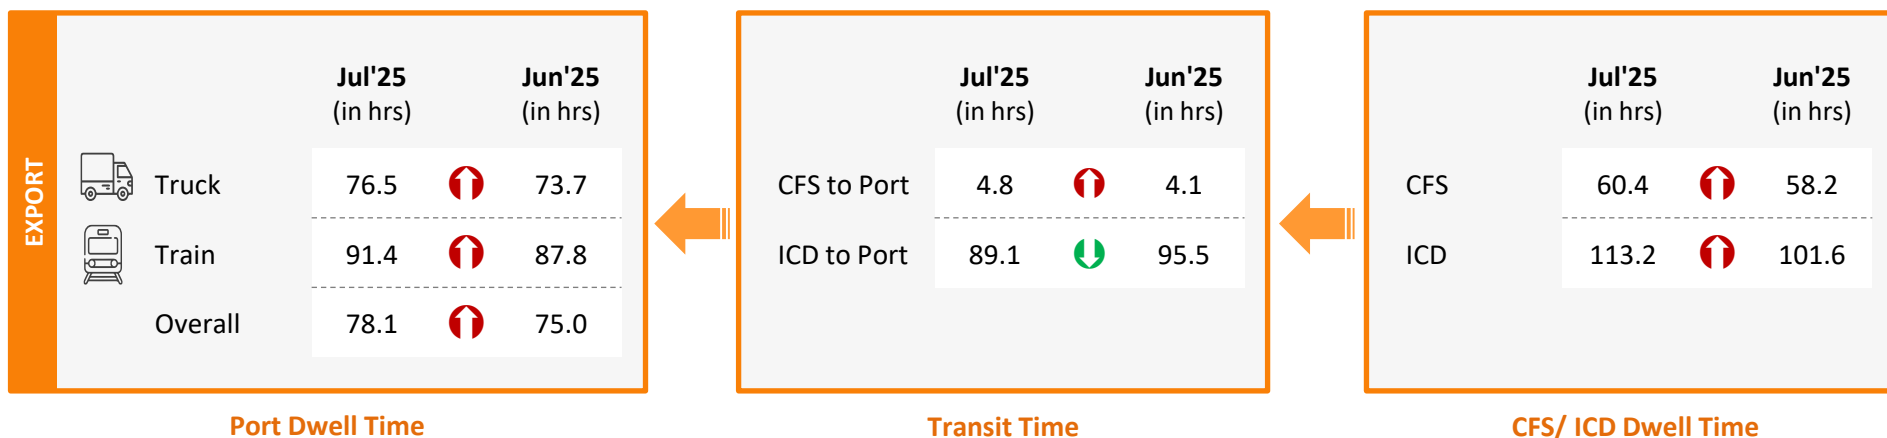 EXPORT
Jul'25 Jun'25
(in hrs) (in hrs)
Truck 76.5 73.7
Train 91.4 87.8
Overall 78.1 75.0
Port Dwell Time
Jul'25 Jun'25
(in hrs) (in hrs)
CFS to Port 4.8 4.1
ICD to Port 89.1 95.5
Transit Time
Jul'25 Jun'25
(in hrs) (in hrs)
CFS 60.4 58.2
ICD 113.2 101.6
CFS/ ICD Dwell Time